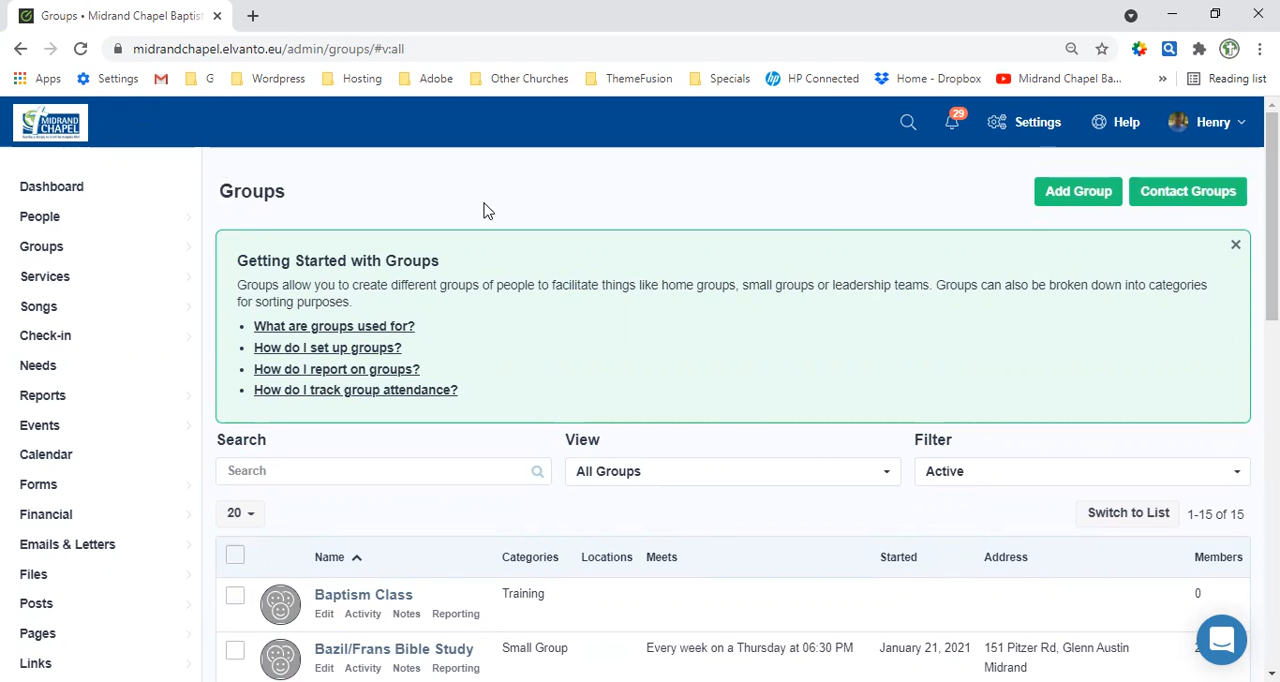 Groups • Midrand Chapel Baptist
midrandchapel.elvanto.eu/admin/groups/#v:all
Apps Settings G Wordpress Hosting Adobe Other Churches ThemeFusion Specials HP Connected Home - Dropbox Midrand Chapel Ba... » Reading list
MIDRAND CHAPEL
29 Settings Help Henry
Dashboard
People
Groups
Services
Songs
Check-in
Needs
Reports
Events
Calendar
Forms
Financial
Emails & Letters
Files
Posts
Pages
Links
Groups
Add Group Contact Groups
Getting Started with Groups
Groups allow you to create different groups of people to facilitate things like home groups, small groups or leadership teams. Groups can also be broken down into categories
for sorting purposes.
• What are groups used for?
• How do I set up groups?
• How do I report on groups?
• How do I track group attendance?
Search View Filter
Search All Groups Active
20 Switch to List 1-15 of 15
Name Categories Locations Meets Started Address Members
Baptism Class Training 0
Edit Activity Notes Reporting
Bazil/Frans Bible Study Small Group Every week on a Thursday at 06:30 PM January 21, 2021 151 Pitzer Rd, Glenn Austin
Edit Activity Notes Reporting Midrand